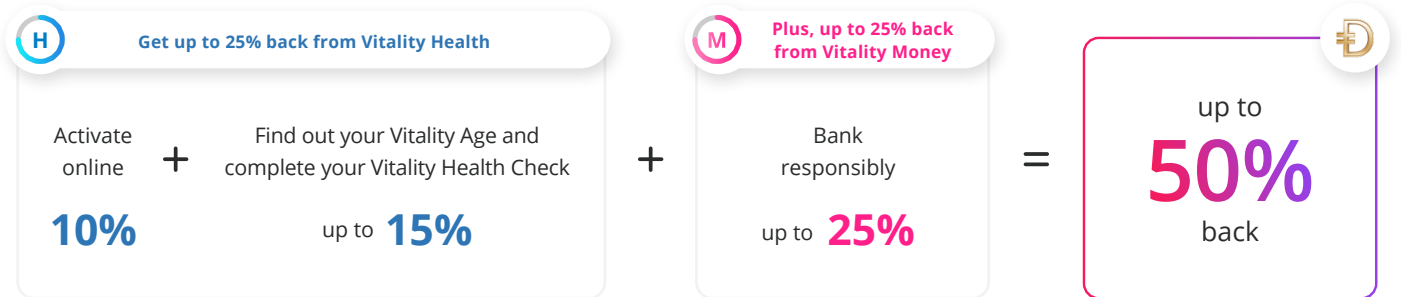 H
Get up to 25% back from Vitality Health
Activate
online
10%
+
Find out your Vitality Age and
complete your Vitality Health Check
up to 15%
+
M
Plus, up to 25% back
from Vitality Money
Bank
responsibly
up to 25%
=
D
up to
50%
back